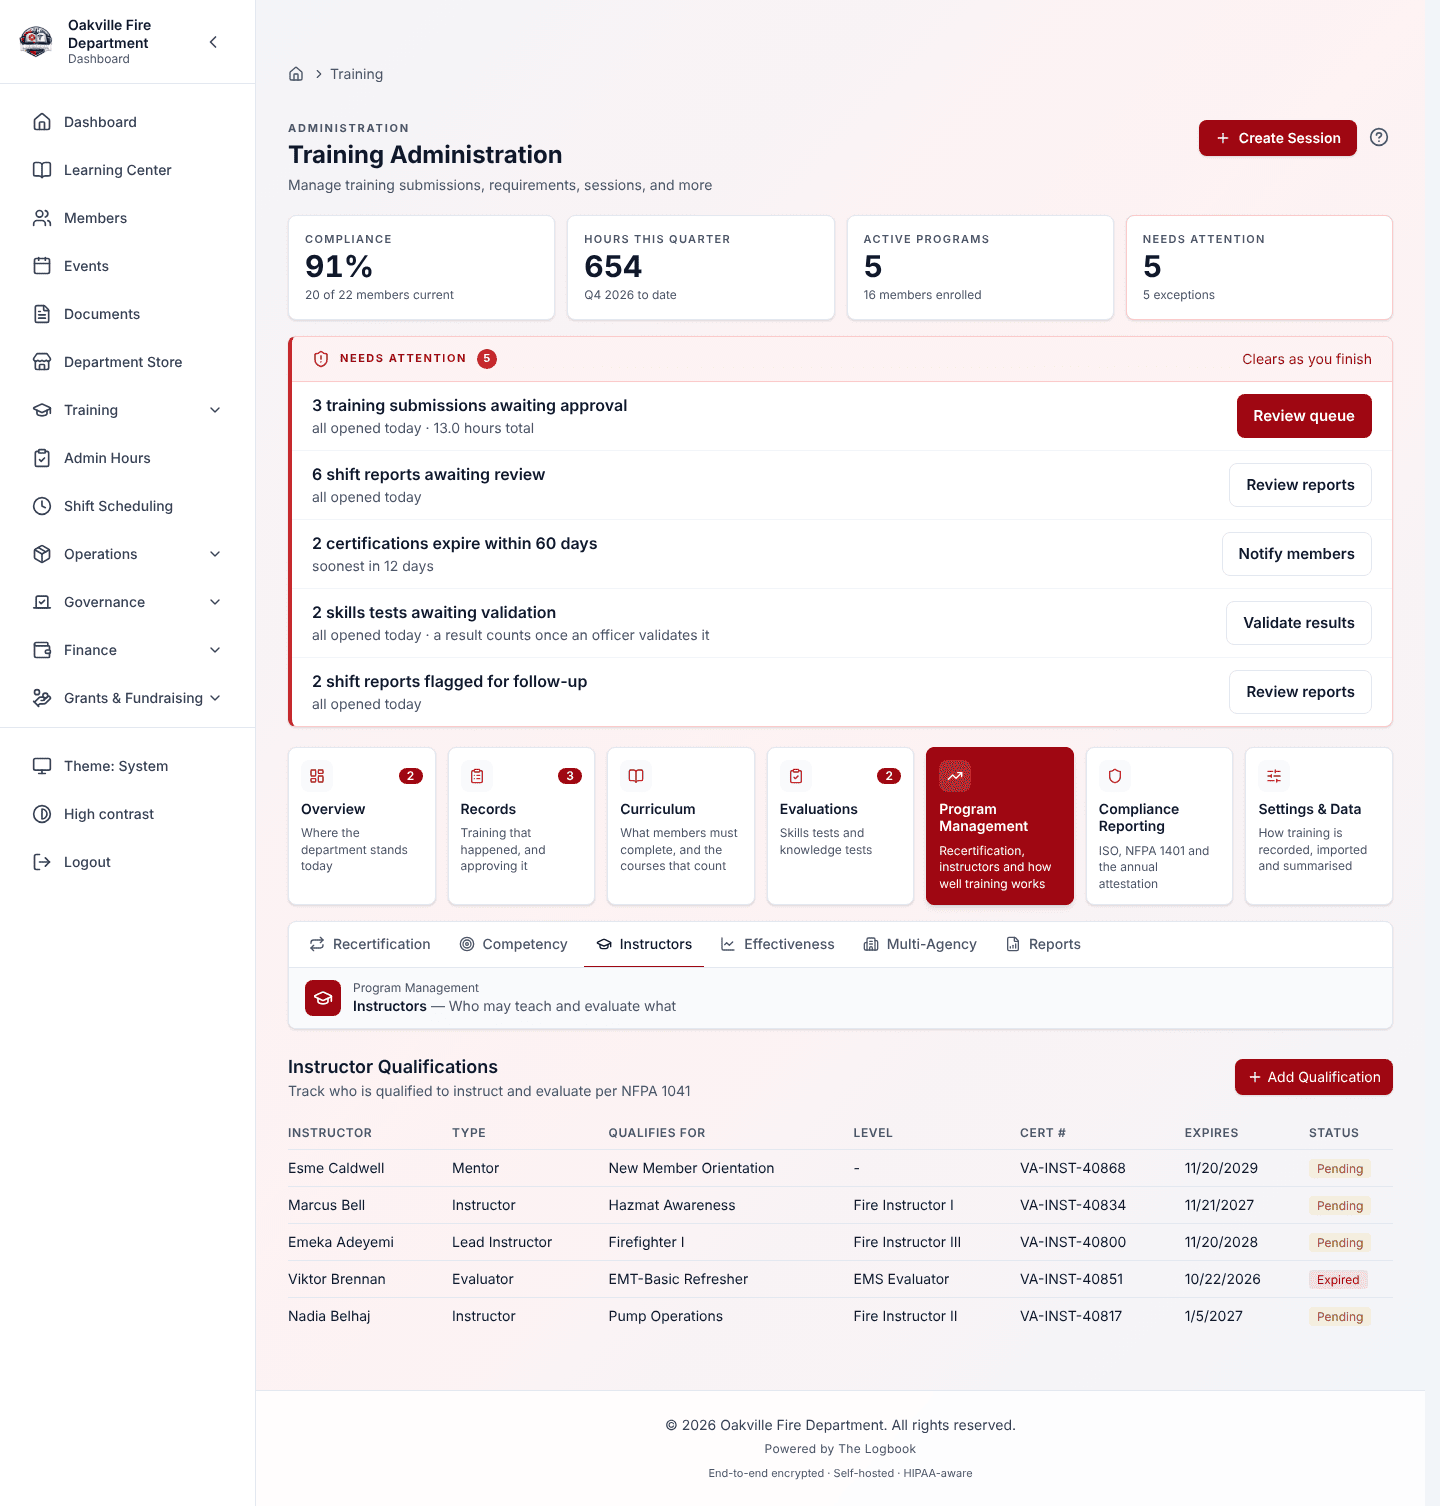 Oakville Fire
Department
Dashboard
Dashboard
Learning Center
Members
Events
Documents
Department Store
Training
Admin Hours
Shift Scheduling
Operations
Governance
Finance
Grants & Fundraising
Theme: System
High contrast
Logout
Training
ADMINISTRATION
Training Administration
Manage training submissions, requirements, sessions, and more
Create Session
COMPLIANCE
91%
20 of 22 members current
HOURS THIS QUARTER
654
Q4 2026 to date
ACTIVE PROGRAMS
5
16 members enrolled
NEEDS ATTENTION
5
5 exceptions
NEEDS ATTENTION 5
Clears as you finish
3 training submissions awaiting approval
all opened today · 13.0 hours total
Review queue
6 shift reports awaiting review
all opened today
Review reports
2 certifications expire within 60 days
soonest in 12 days
Notify members
2 skills tests awaiting validation
all opened today · a result counts once an officer validates it
Validate results
2 shift reports flagged for follow-up
all opened today
Review reports
2
Overview
Where the
department stands
today
3
Records
Training that
happened, and
approving it
Curriculum
What members must
complete, and the
courses that count
2
Evaluations
Skills tests and
knowledge tests
Program
Management
Recertification,
instructors and how
well training works
Compliance
Reporting
ISO, NFPA 1401 and
the annual
attestation
Settings & Data
How training is
recorded, imported
and summarised
Recertification Competency Instructors Effectiveness Multi-Agency Reports
Program Management
Instructors — Who may teach and evaluate what
Instructor Qualifications
Track who is qualified to instruct and evaluate per NFPA 1041
Add Qualification
INSTRUCTOR TYPE QUALIFIES FOR LEVEL CERT # EXPIRES STATUS
Esme Caldwell Mentor New Member Orientation - VA-INST-40868 11/20/2029 Pending
Marcus Bell Instructor Hazmat Awareness Fire Instructor I VA-INST-40834 11/21/2027 Pending
Emeka Adeyemi Lead Instructor Firefighter I Fire Instructor III VA-INST-40800 11/20/2028 Pending
Viktor Brennan Evaluator EMT-Basic Refresher EMS Evaluator VA-INST-40851 10/22/2026 Expired
Nadia Belhaj Instructor Pump Operations Fire Instructor II VA-INST-40817 1/5/2027 Pending
© 2026 Oakville Fire Department. All rights reserved.
Powered by The Logbook
End-to-end encrypted · Self-hosted · HIPAA-aware